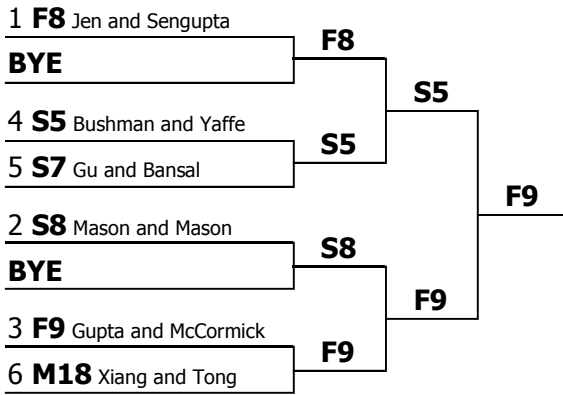 1 F8 Jen and Sengupta
BYE
F8
4 S5 Bushman and Yaffe
5 S7 Gu and Bansal
S5
S5
2 S8 Mason and Mason
BYE
S8
3 F9 Gupta and McCormick
6 M18 Xiang and Tong
F9
F9
F9